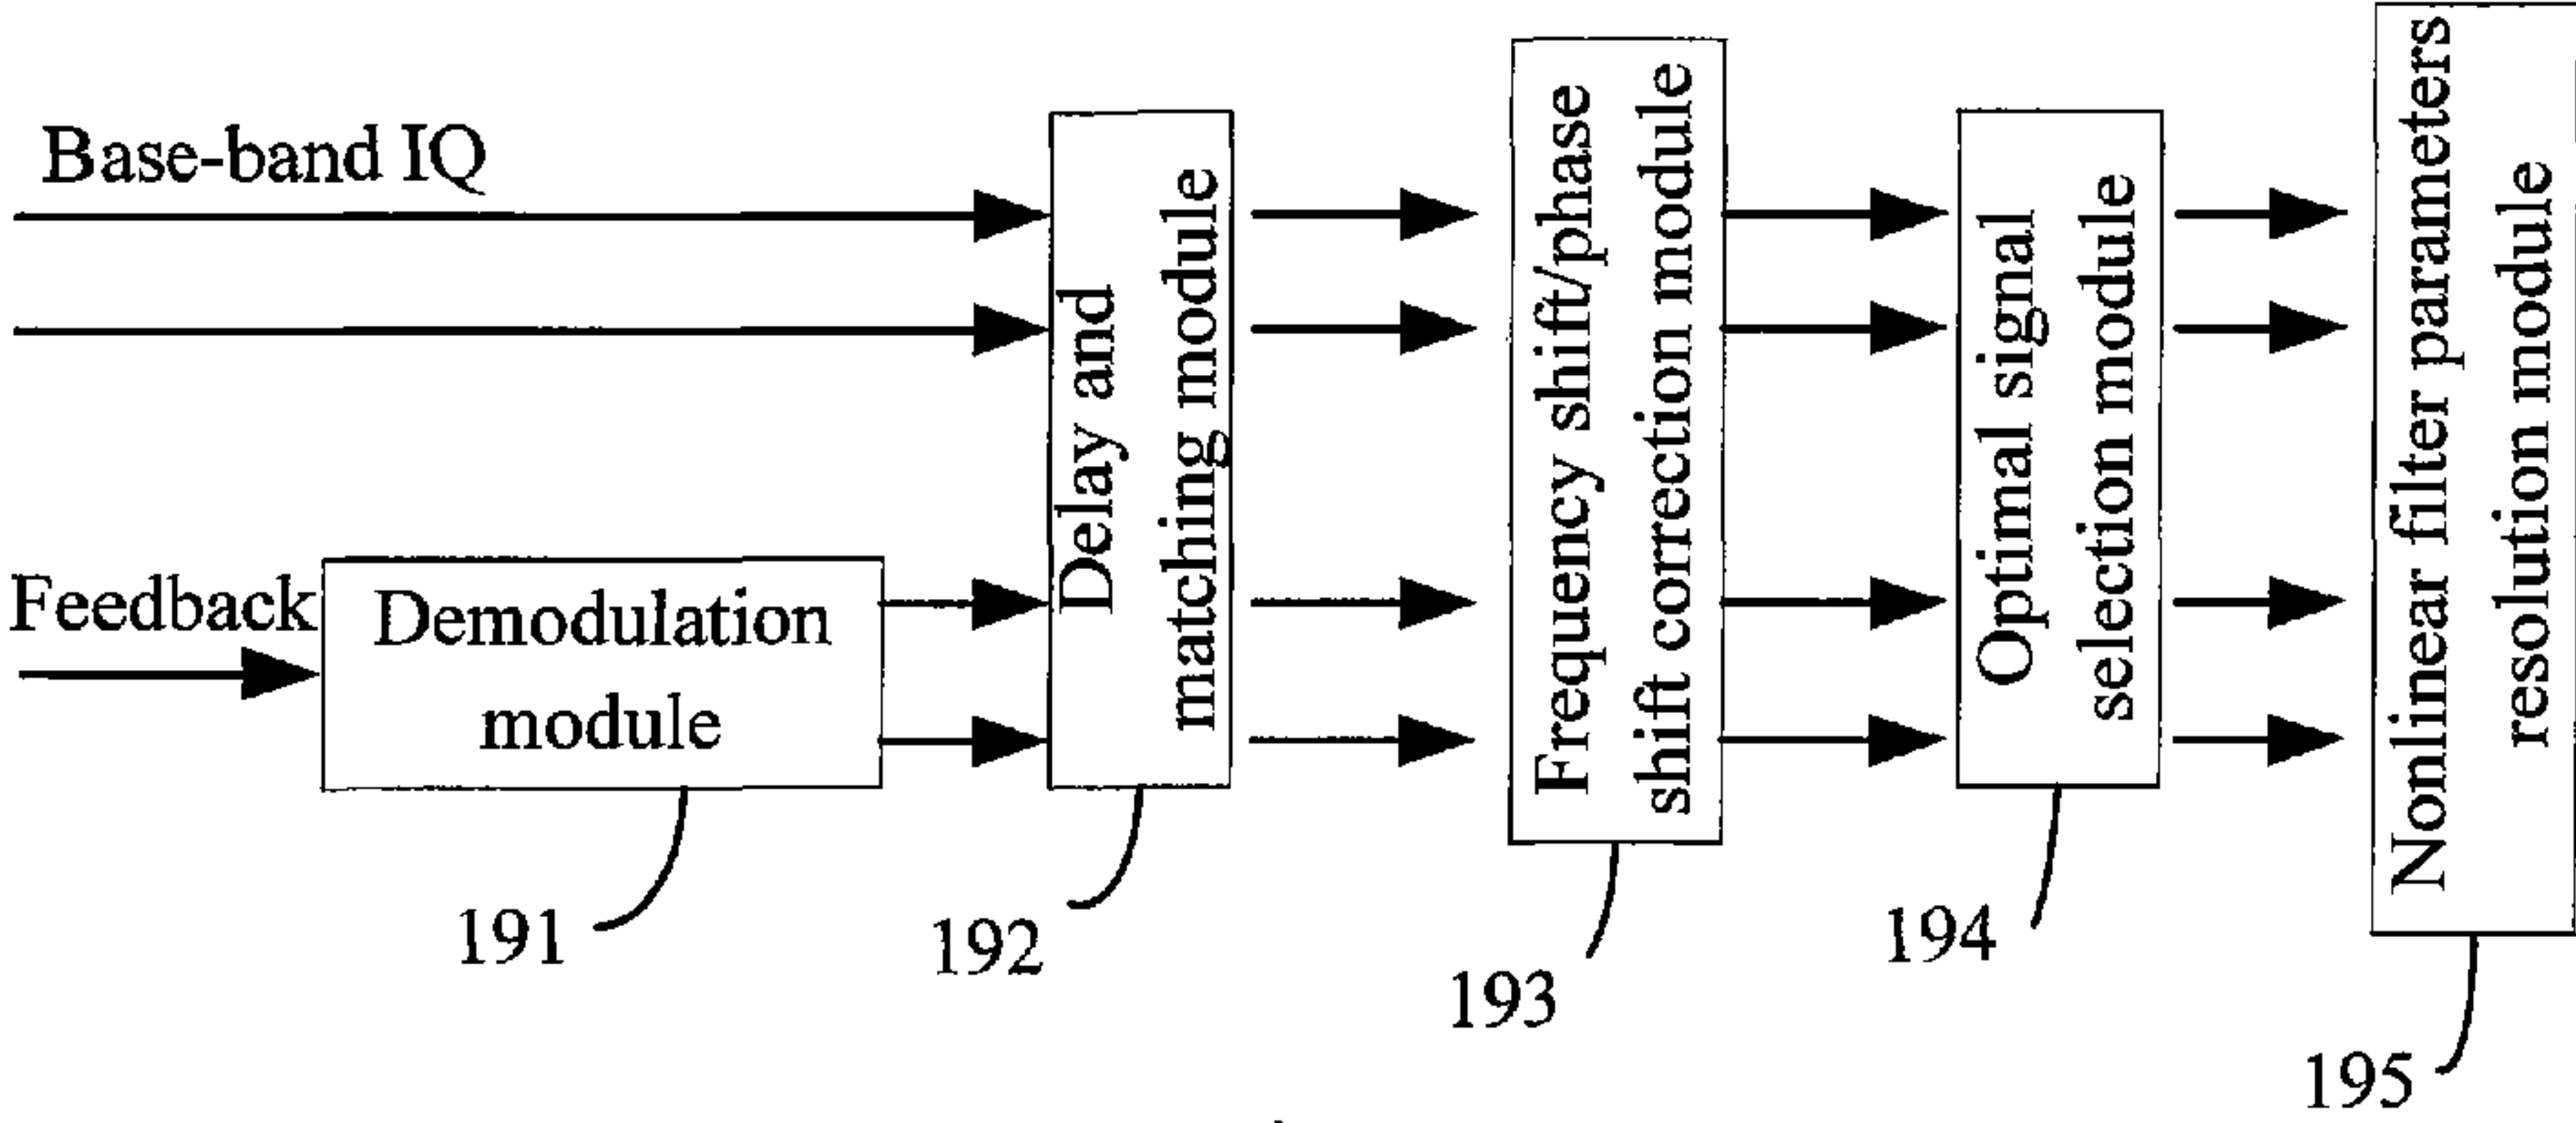 Base-band IQ
Feedback
Demodulation
module
Delay and
matching module
Frequency shift/phase
shift correction module
Optimal signal
selection module
Nonlinear filter parameters
resolution module
191
192
193
194
195